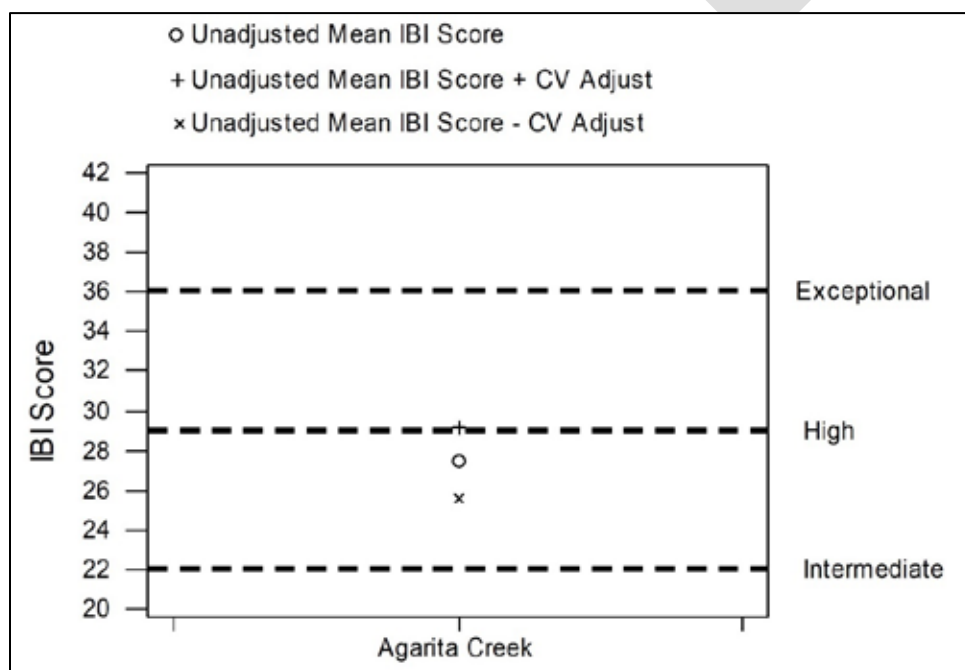 Unadjusted Mean IBI Score
Unadjusted Mean IBI Score + CV Adjust
Unadjusted Mean IBI Score - CV Adjust
42
40
38
36
34
32
30
28
26
24
22
20
IBI Score
Exceptional
High
Intermediate
Agarita Creek